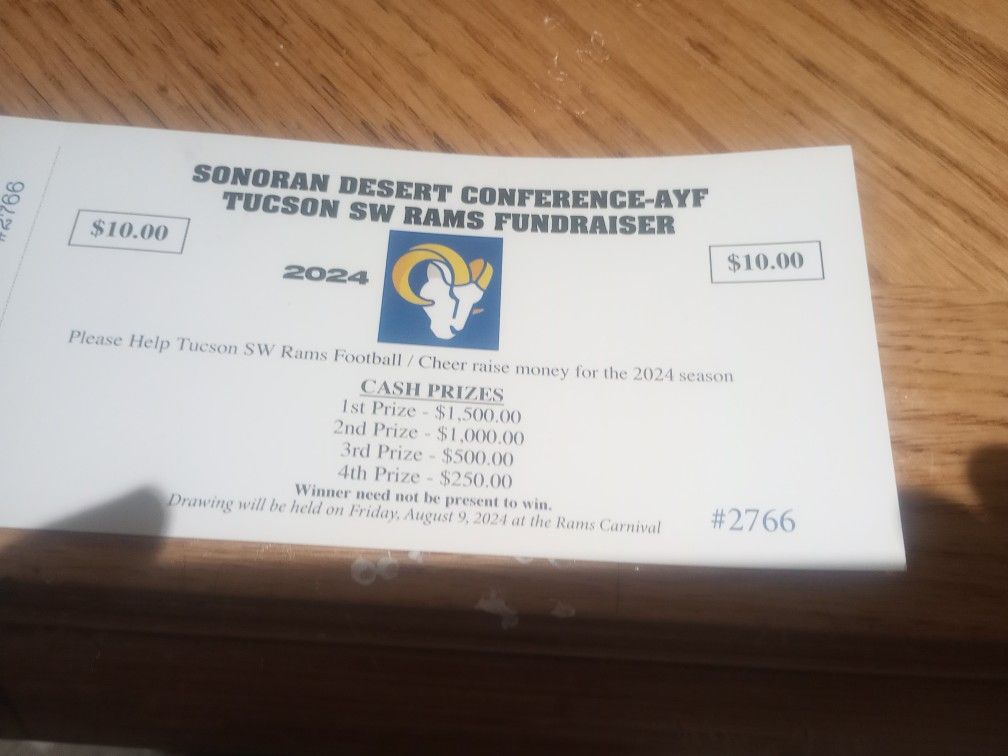 #2766
SONORAN DESERT CONFERENCE-AYF
TUCSON SW RAMS FUNDRAISER
$10.00
$10.00
2024
Please Help Tucson SW Rams Football / Cheer raise money for the 2024 season
CASH PRIZES
1st Prize - $1,500.00
2nd Prize - $1,000.00
3rd Prize - $500.00
4th Prize - $250.00
Winner need not be present to win.
Drawing will be held on Friday, August 9, 2024 at the Rams Carnival
#2766